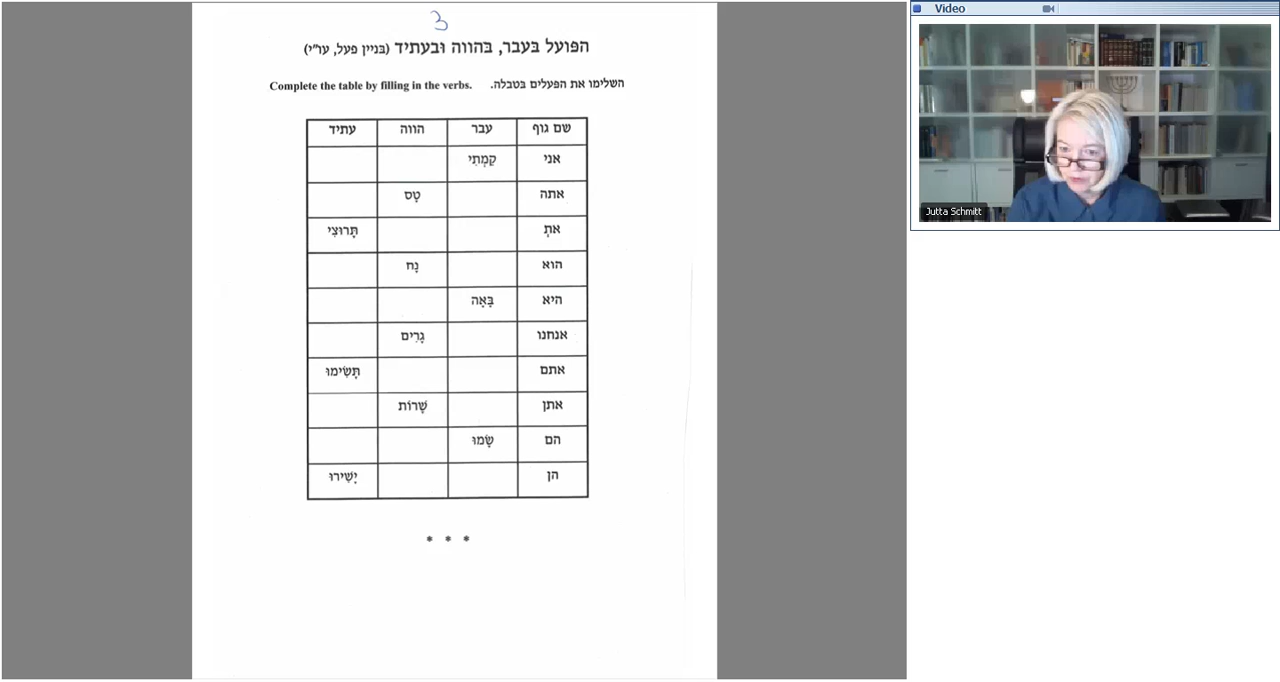 3
הפועל בעבר, בהווה ובעתיד (בניין פעל, עו"י)
השלימו את הפעלים בטבלה. Complete the table by filling in the verbs.
שם גוף עבר הווה עתיד
אני קַמְתִּי
אתה טָס
אתְ תָּרוּצִי
הוא נָח
היא בָּאָה
אנחנו גָּרִים
אתם תָּשִׂימוּ
אתן שָׁרוֹת
הם שָׂמוּ
הן יָשִׁירוּ
* * *
Video
Jutta Schmitt